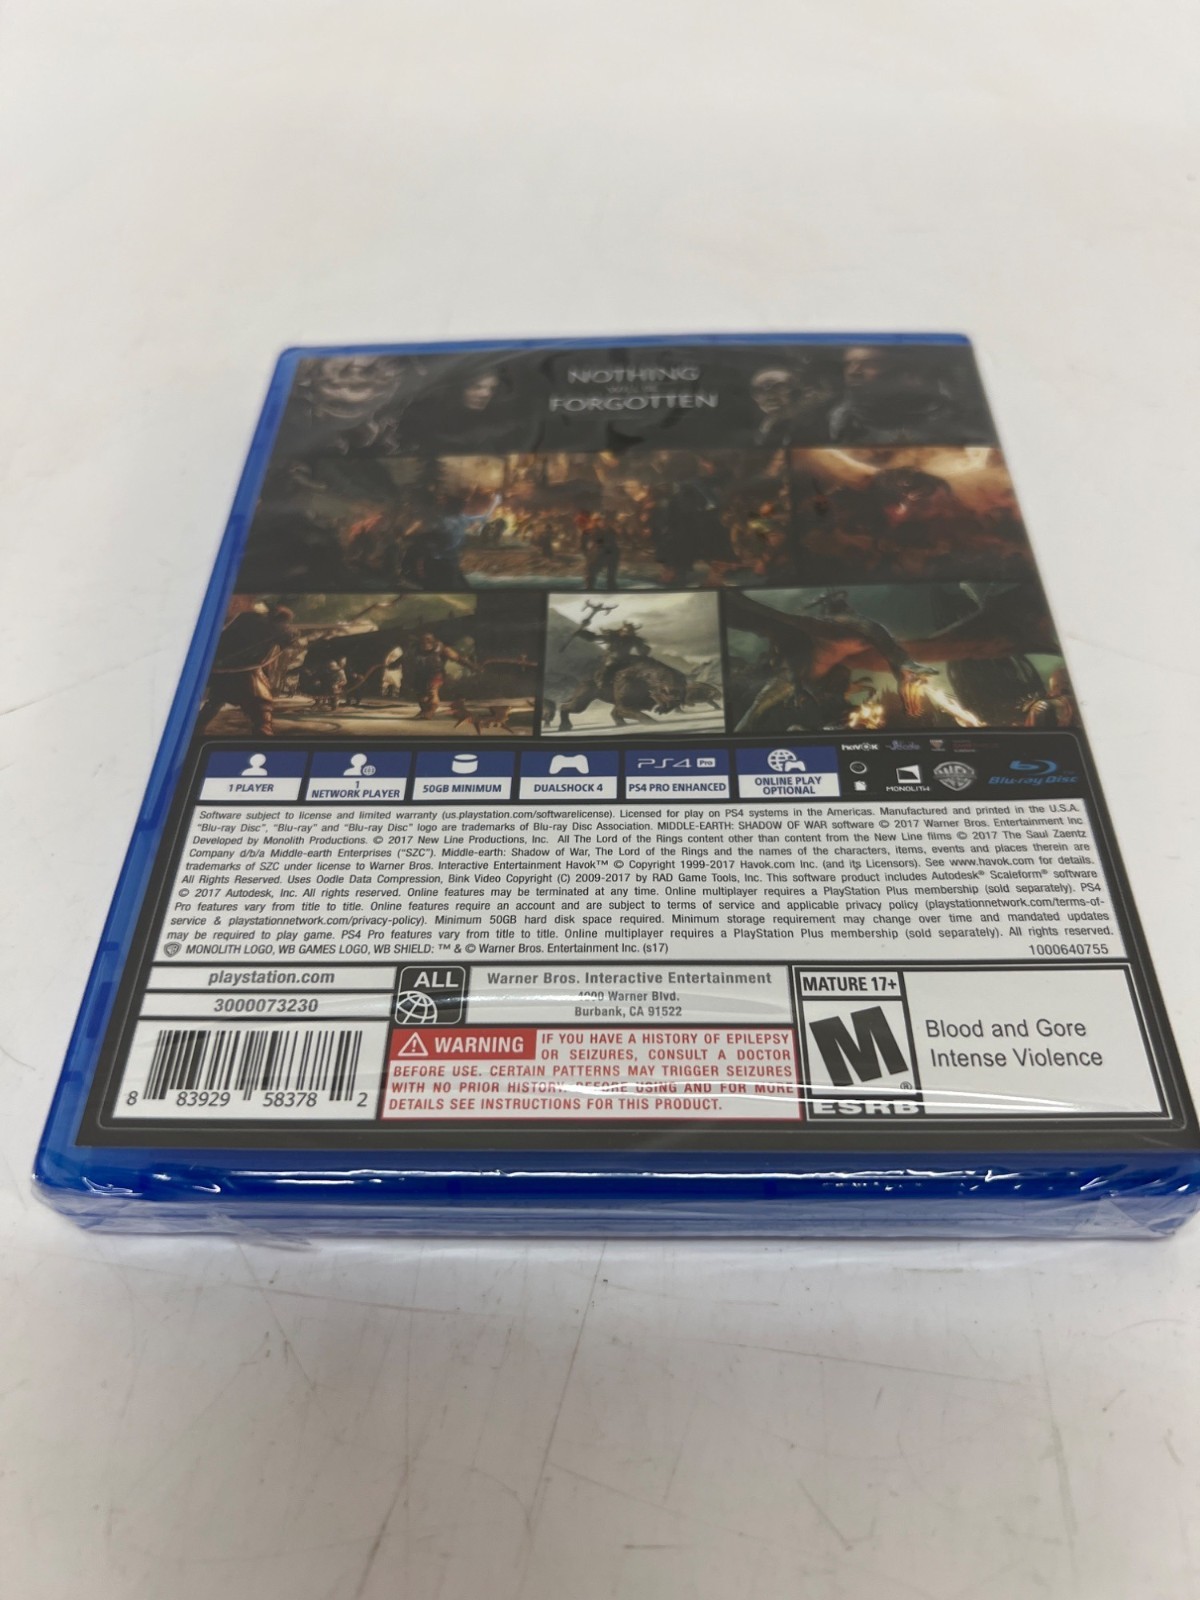 NOTHING
WILL BE
FORGOTTEN
1 PLAYER
1
NETWORK PLAYER
50GB MINIMUM
DUALSHOCK 4
PS4 Pro
PS4 PRO ENHANCED
ONLINE PLAY
OPTIONAL
havok
MONOLITH
Blu-ray Disc
Software subject to license and limited warranty (us.playstation.com/softwarelicense). Licensed for play on PS4 systems in the Americas. Manufactured and printed in the U.S.A.
"Blu-ray Disc", "Blu-ray" and "Blu-ray Disc" logo are trademarks of Blu-ray Disc Association. MIDDLE-EARTH: SHADOW OF WAR software © 2017 Warner Bros. Entertainment Inc
Developed by Monolith Productions. © 2017 New Line Productions, Inc. All The Lord of the Rings content other than content from the New Line films © 2017 The Saul Zaentz
Company d/b/a Middle-earth Enterprises ("SZC"). Middle-earth: Shadow of War, The Lord of the Rings and the names of the characters, items, events and places therein are
trademarks of SZC under license to Warner Bros. Interactive Entertainment Havok™ © Copyright 1999-2017 Havok.com Inc. (and its Licensors). See www.havok.com for details.
All Rights Reserved. Uses Oodle Data Compression, Bink Video Copyright (C) 2009-2017 by RAD Game Tools, Inc. This software product includes Autodesk® Scaleform® software
© 2017 Autodesk, Inc. All rights reserved. Online features may be terminated at any time. Online multiplayer requires a PlayStation Plus membership (sold separately). PS4
Pro features vary from title to title. Online features require an account and are subject to terms of service and applicable privacy policy (playstationnetwork.com/terms-of-
service & playstationnetwork.com/privacy-policy). Minimum 50GB hard disk space required. Minimum storage requirement may change over time and mandated updates
may be required to play game. PS4 Pro features vary from title to title. Online multiplayer requires a PlayStation Plus membership (sold separately). All rights reserved.
MONOLITH LOGO, WB GAMES LOGO, WB SHIELD: ™ & © Warner Bros. Entertainment Inc. (s17)
1000640755
playstation.com
3000073230
8 83929 58378 2
ALL
Warner Bros. Interactive Entertainment
4000 Warner Blvd.
Burbank, CA 91522
WARNING IF YOU HAVE A HISTORY OF EPILEPSY
OR SEIZURES, CONSULT A DOCTOR
BEFORE USE. CERTAIN PATTERNS MAY TRIGGER SEIZURES
WITH NO PRIOR HISTORY. BEFORE USING AND FOR MORE
DETAILS SEE INSTRUCTIONS FOR THIS PRODUCT.
MATURE 17+
M
ESRB
Blood and Gore
Intense Violence